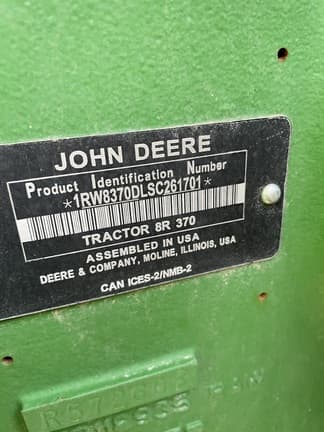 JOHN DEERE
Product Identification Number
*1RW8370DLSC261701*
TRACTOR 8R 370
ASSEMBLED IN USA
DEERE & COMPANY, MOLINE, ILLINOIS, USA
CAN ICES-2/NMB-2